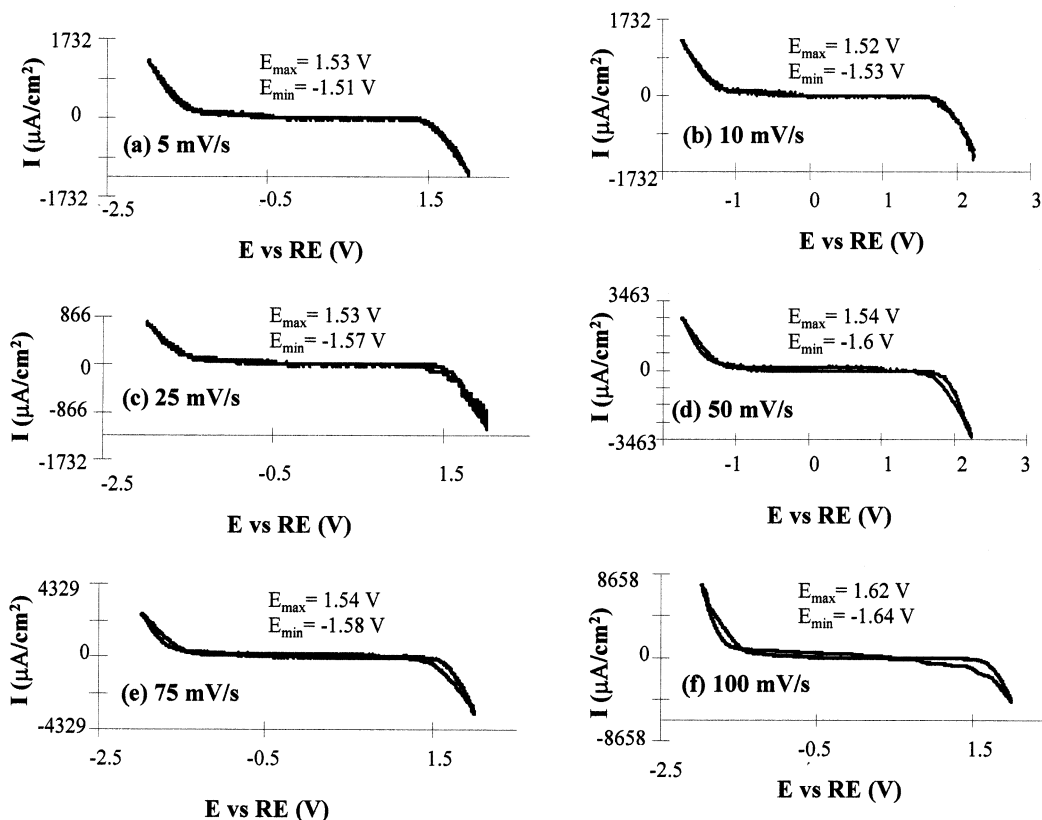 1732
E_max= 1.53 V
E_min= -1.51 V
0
I (μA/cm²)
(a) 5 mV/s
-1732
-2.5
-0.5
1.5
E vs RE (V)
1732
E_max= 1.52 V
E_min= -1.53 V
0
I (μA/cm²)
(b) 10 mV/s
-1732
-1
0
1
2
3
E vs RE (V)
866
E_max= 1.53 V
E_min= -1.57 V
0
I (μA/cm²)
(c) 25 mV/s
-866
-1732
-2.5
-0.5
1.5
E vs RE (V)
3463
E_max= 1.54 V
E_min= -1.6 V
0
I (μA/cm²)
(d) 50 mV/s
-3463
-1
0
1
2
3
E vs RE (V)
4329
E_max= 1.54 V
E_min= -1.58 V
0
I (μA/cm²)
(e) 75 mV/s
-4329
-2.5
-0.5
1.5
E vs RE (V)
8658
E_max= 1.62 V
E_min= -1.64 V
0
I (μA/cm²)
(f) 100 mV/s
-8658
-2.5
-0.5
1.5
E vs RE (V)